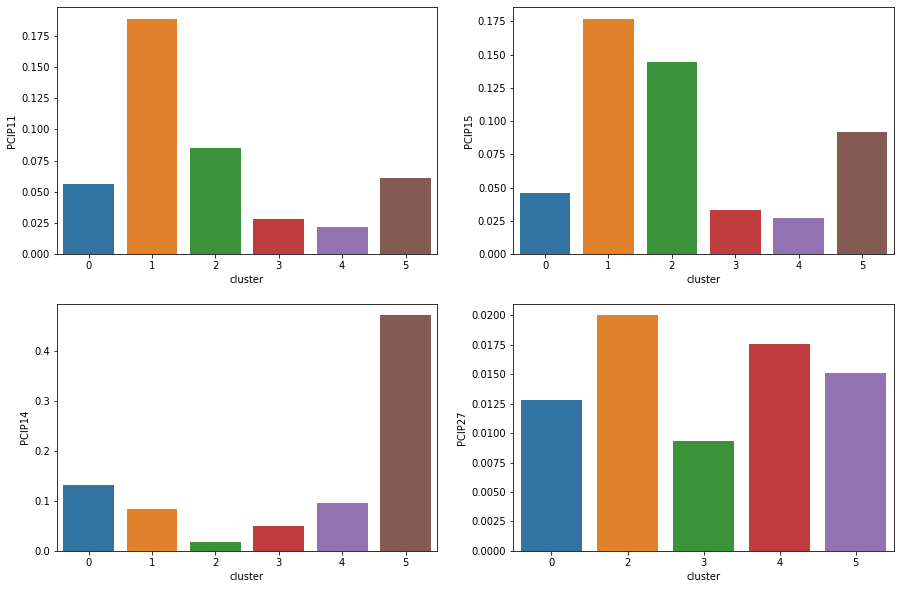 PCIP11
0.175
0.150
0.125
0.100
0.075
0.050
0.025
0.000
0 1 2 3 4 5
cluster
PCIP15
0.175
0.150
0.125
0.100
0.075
0.050
0.025
0.000
0 1 2 3 4 5
cluster
PCIP14
0.4
0.3
0.2
0.1
0.0
0 1 2 3 4 5
cluster
PCIP27
0.0200
0.0175
0.0150
0.0125
0.0100
0.0075
0.0050
0.0025
0.0000
0 2 3 4 5
cluster